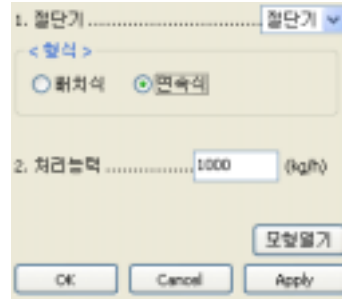 1. 절단기 ................................ 절단기
< 형식 >
배치식 연속식
2. 처리능력 ................. 1000 (kg/h)
모형열기
OK Cancel Apply